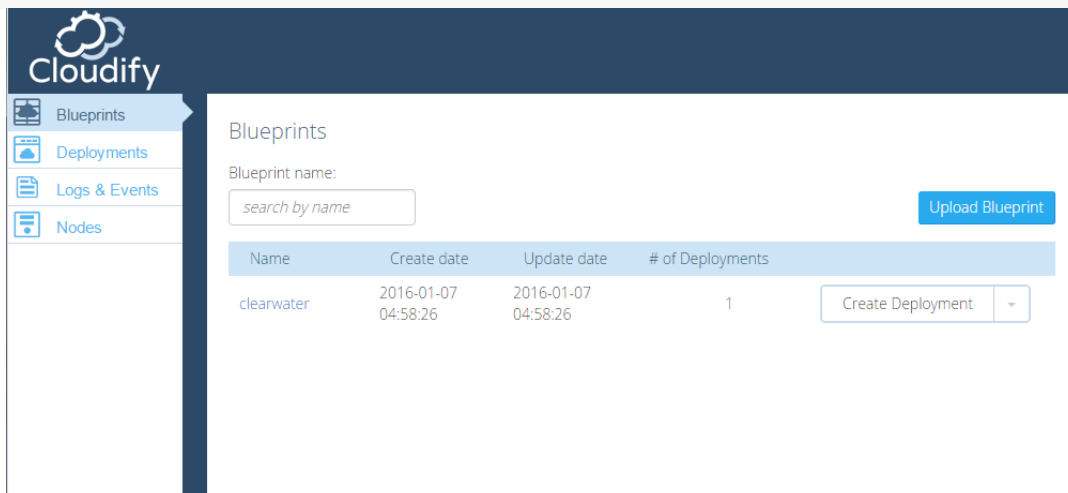 Cloudify
Blueprints
Deployments
Logs & Events
Nodes
Blueprints
Blueprint name:
search by name
Upload Blueprint
Name Create date Update date # of Deployments
clearwater 2016-01-07 04:58:26 2016-01-07 04:58:26 1 Create Deployment